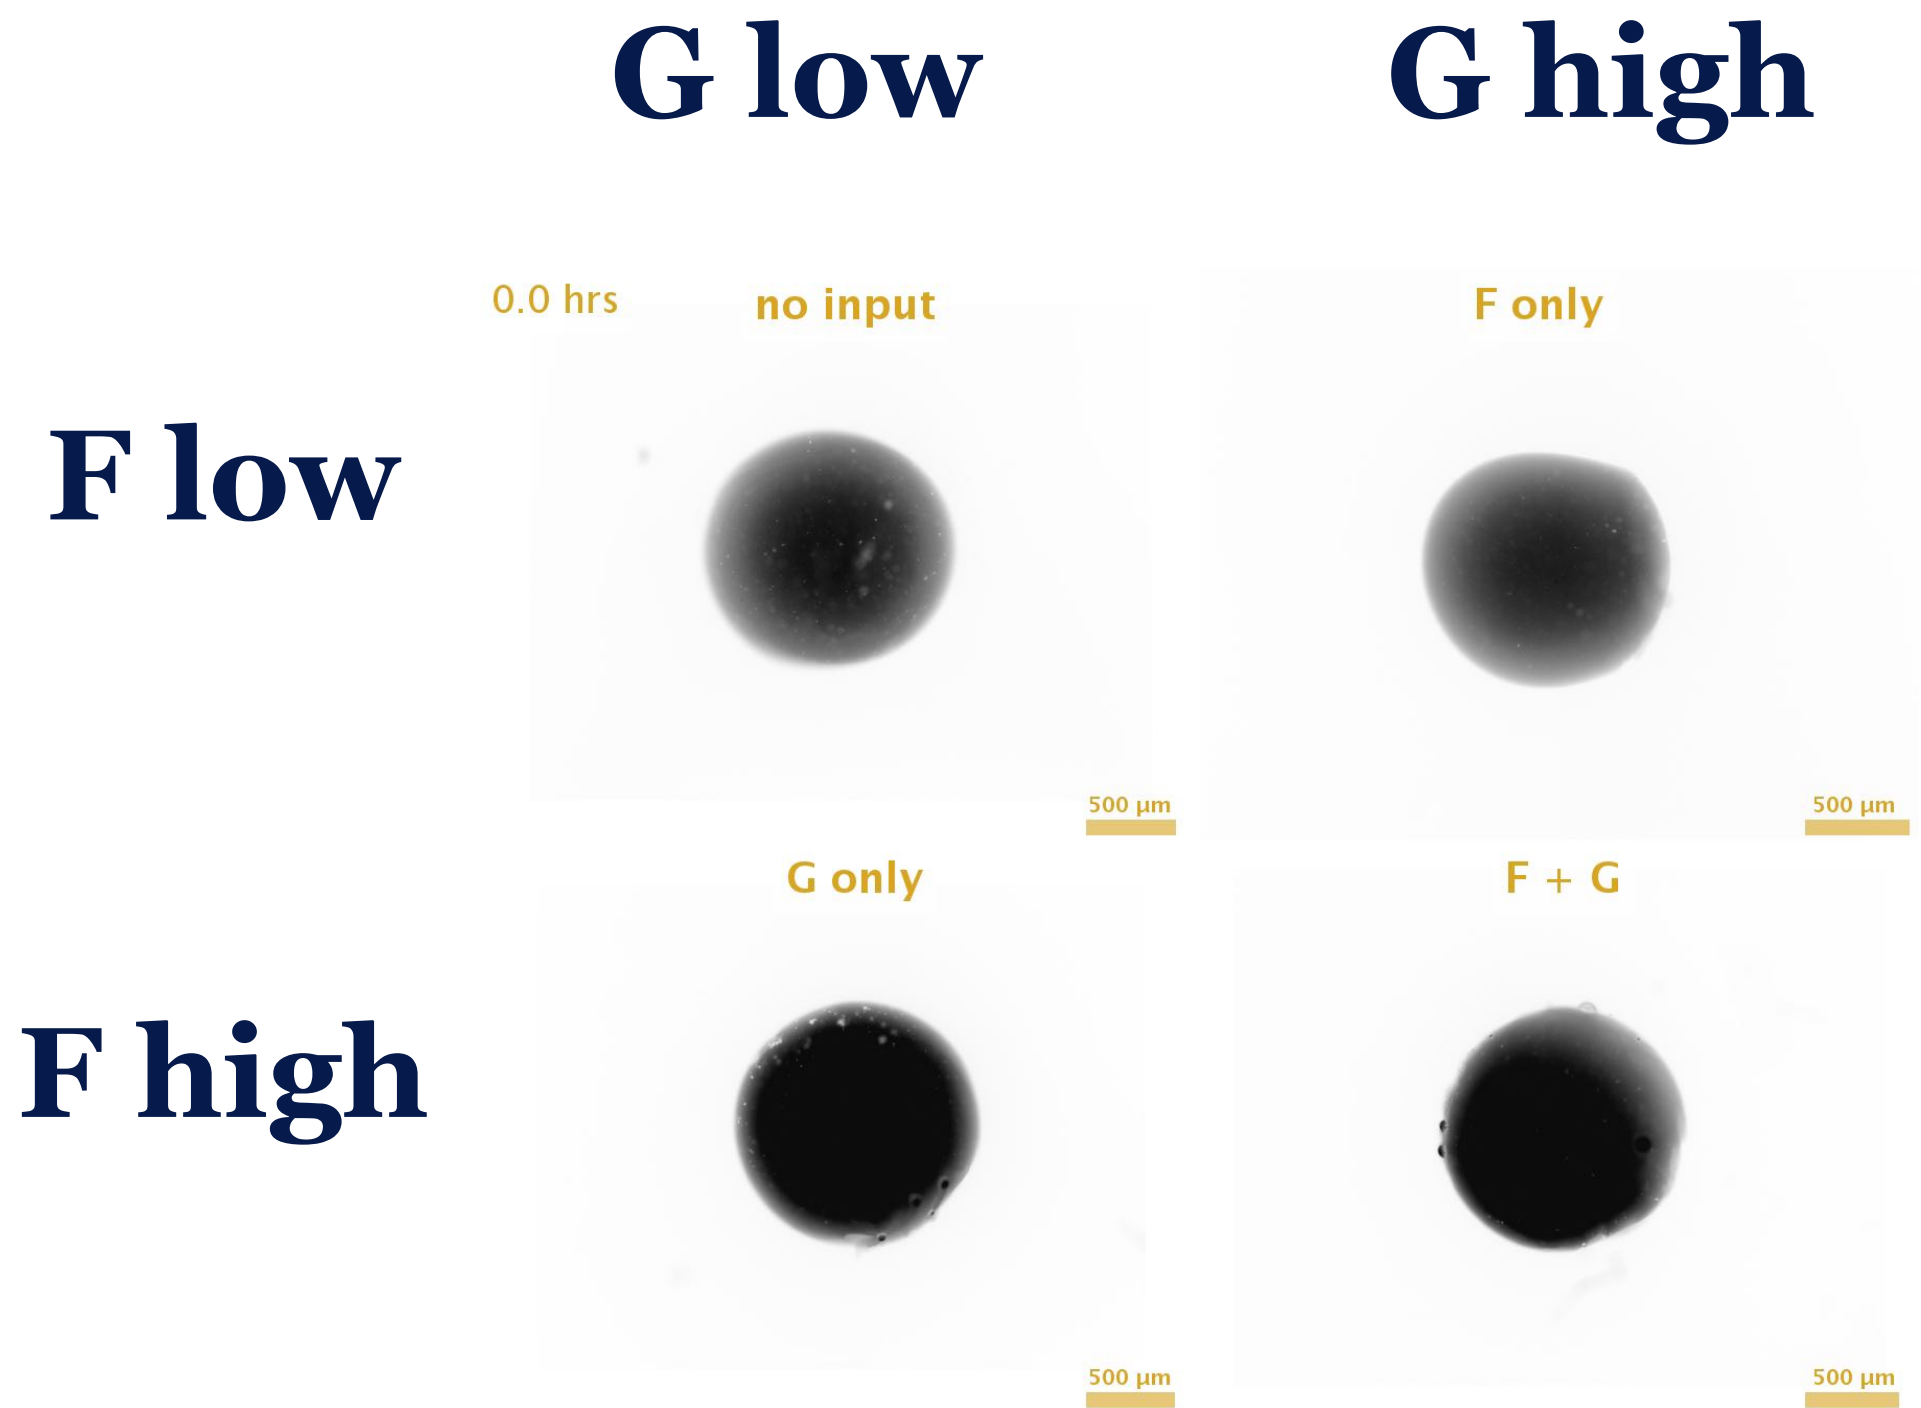 G low
G high
0.0 hrs
no input
F only
F low
500 µm
500 µm
G only
F + G
F high
500 µm
500 µm